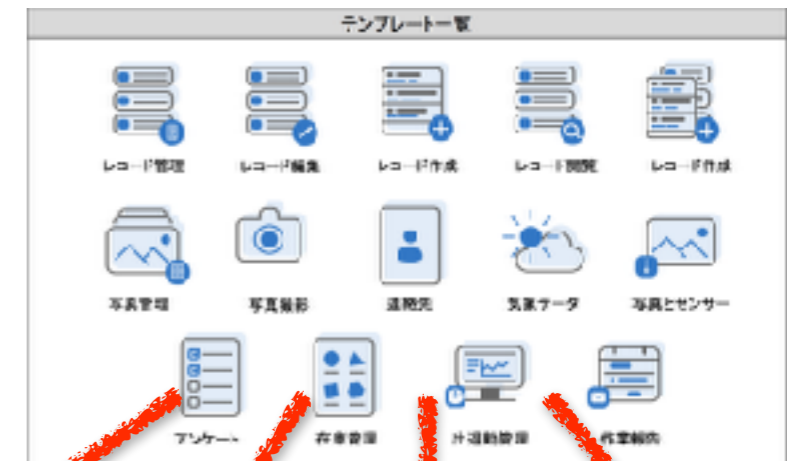 テンプレート一覧
レコード管理
レコード編集
レコード作成
レコード閲覧
レコード作成
写真管理
写真撮影
連絡先
気象データ
写真とセンサー
アンケート
在庫管理
作業報告